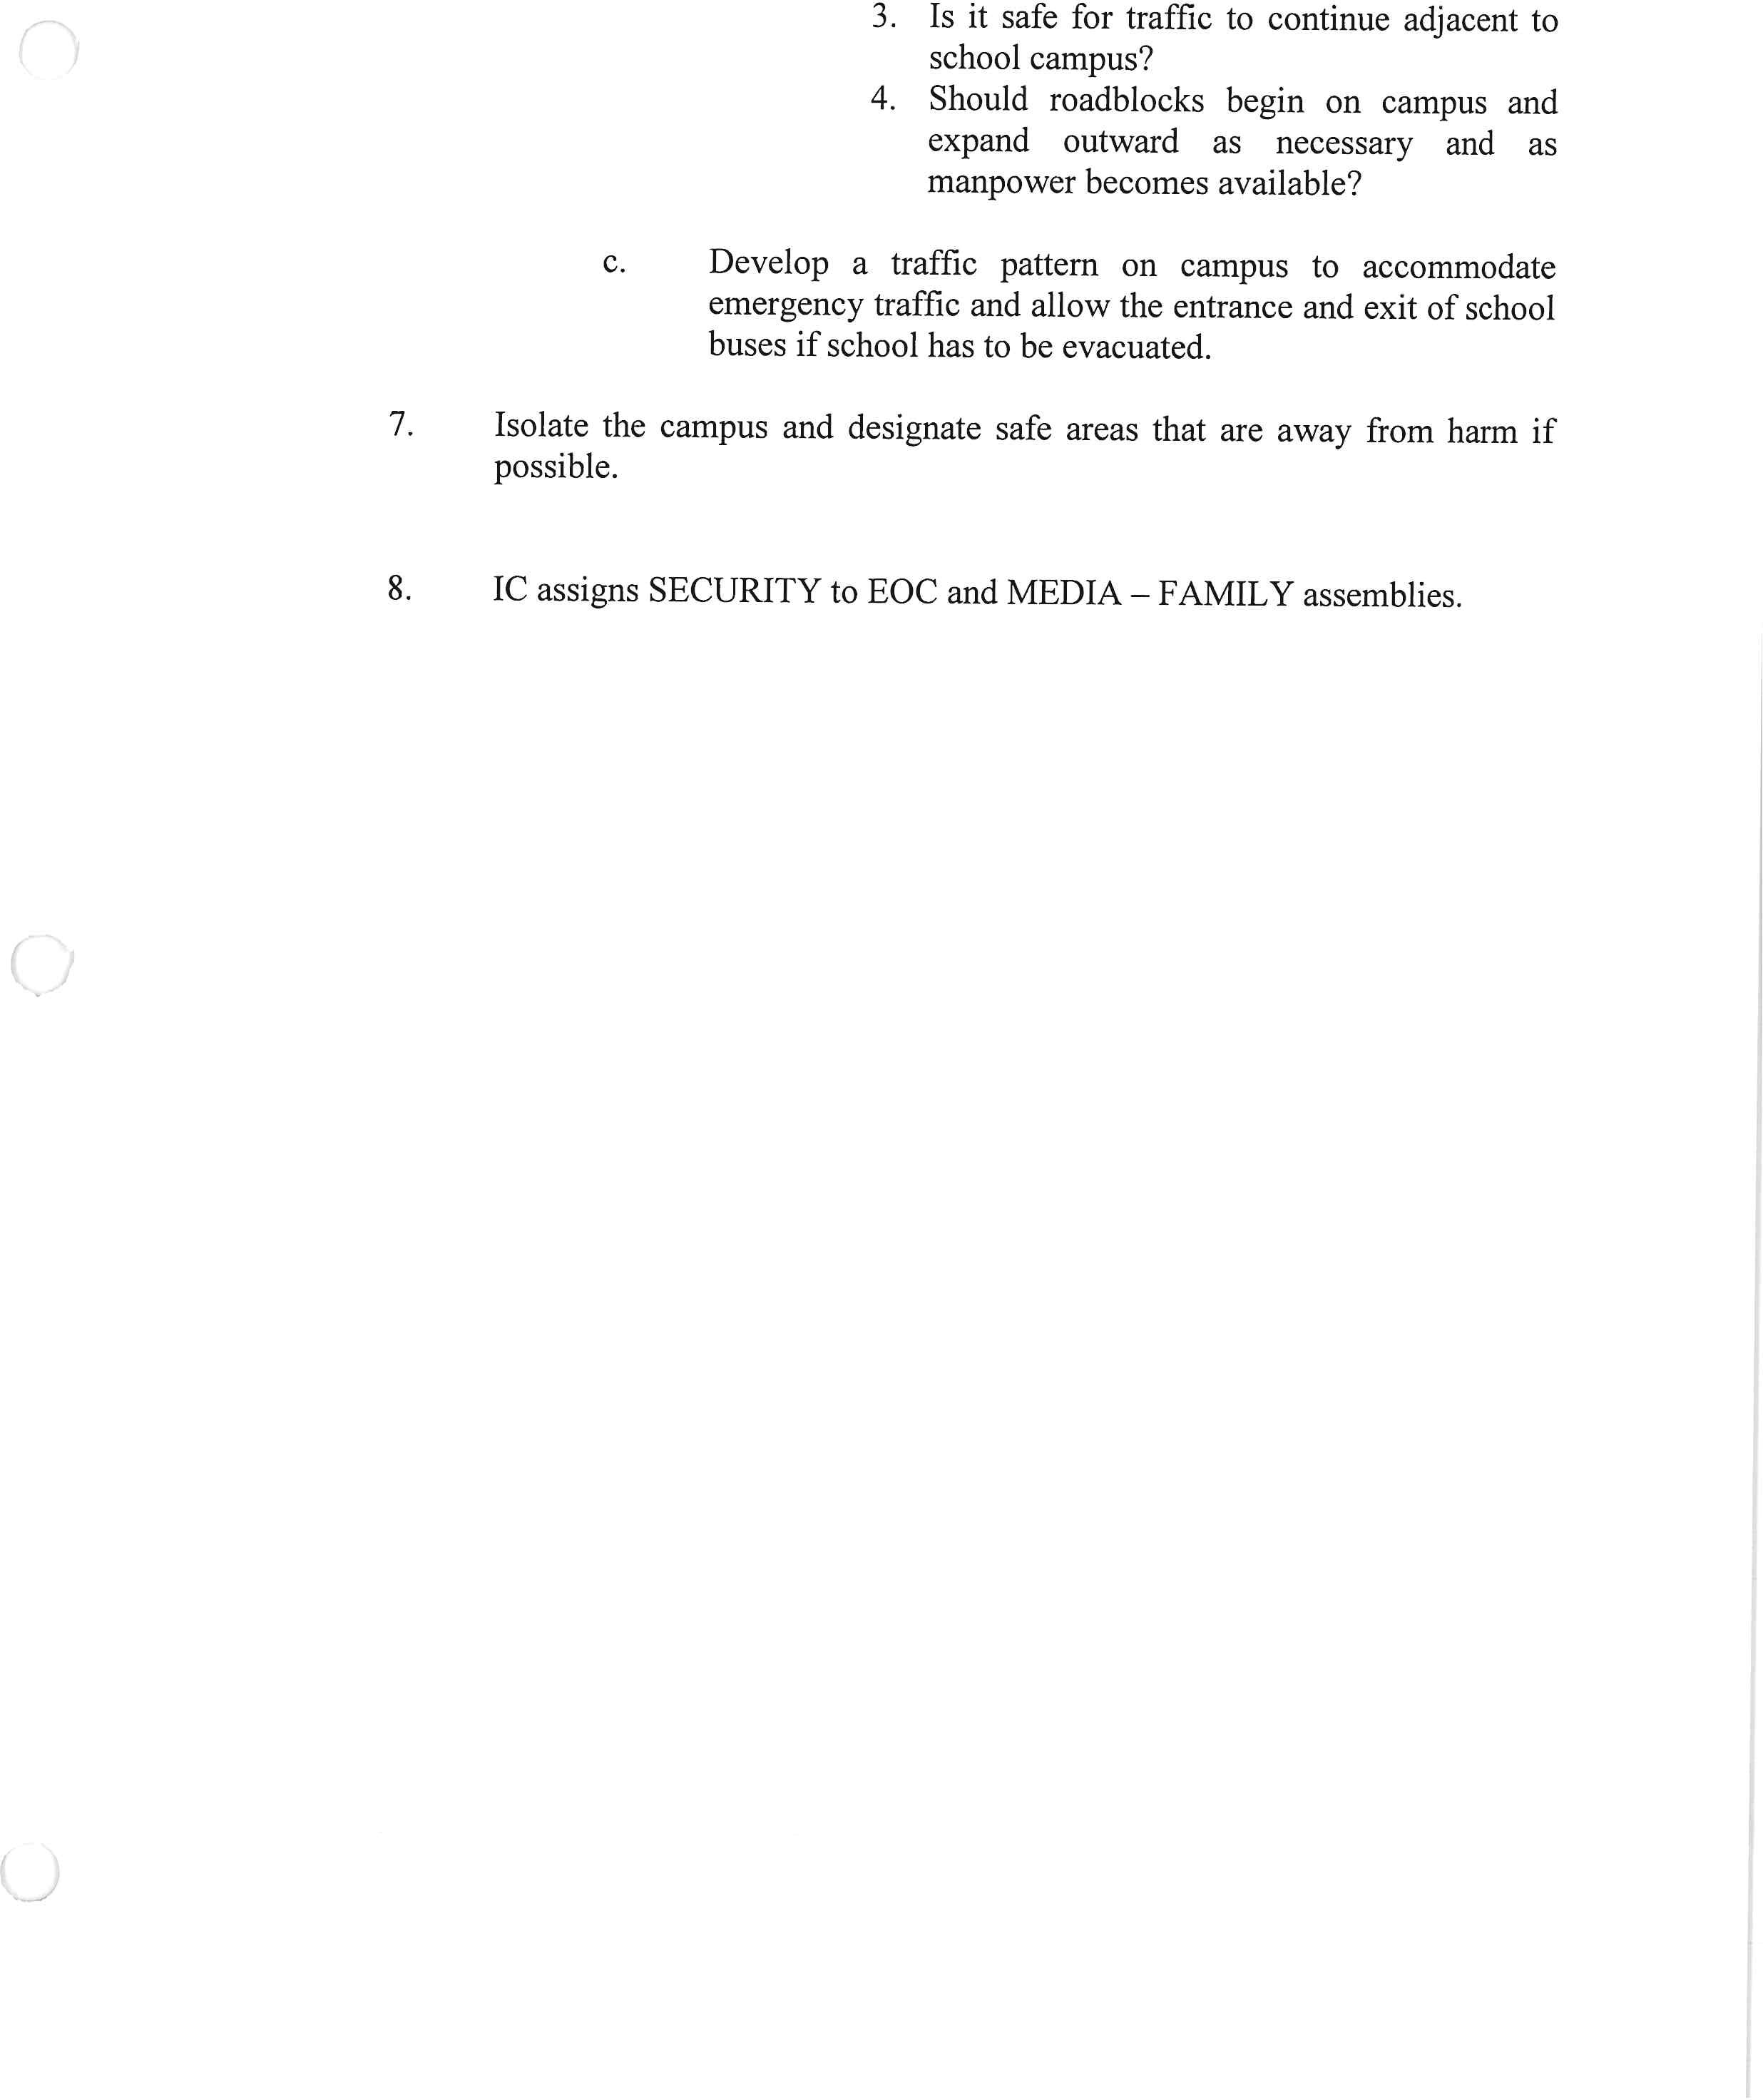 3. Is it safe for traffic to continue adjacent to
school campus?
4. Should roadblocks begin on campus and
expand outward as necessary and as
manpower becomes available?
c. Develop a traffic pattern on campus to accommodate
emergency traffic and allow the entrance and exit of school
buses if school has to be evacuated.
7. Isolate the campus and designate safe areas that are away from harm if
possible.
8. IC assigns SECURITY to EOC and MEDIA – FAMILY assemblies.